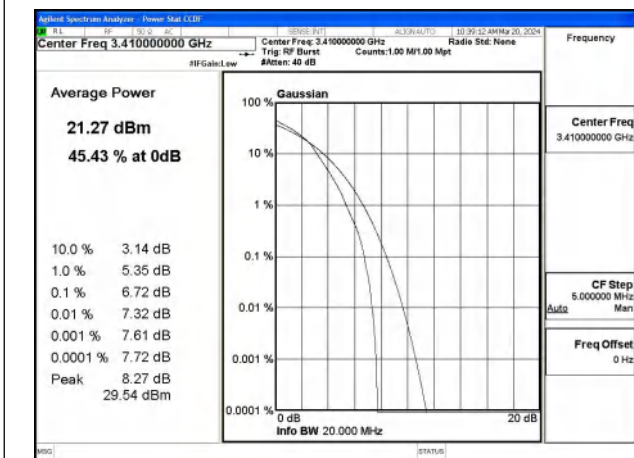 Agilent Spectrum Analyzer - Power Stat CCDF
RL RF 50 Ω AC SENSE:INT ALIGN AUTO 10:39:12 AM Mar 20, 2024
Center Freq 3.410000000 GHz
Center Freq: 3.410000000 GHz Radio Std: None
Trig: RF Burst Counts:1.00 M/1.00 Mpt
#IFGain:Low #Atten: 40 dB
Frequency
Average Power
21.27 dBm
45.43 % at 0dB
10.0 % 3.14 dB
1.0 % 5.35 dB
0.1 % 6.72 dB
0.01 % 7.32 dB
0.001 % 7.61 dB
0.0001 % 7.72 dB
Peak 8.27 dB
29.54 dBm
Gaussian
100 %
10 %
1 %
0.1 %
0.01 %
0.001 %
0.0001 %
0 dB 20 dB
Info BW 20.000 MHz
Center Freq
3.410000000 GHz
CF Step
5.000000 MHz
Auto Man
Freq Offset
0 Hz
MSG STATUS